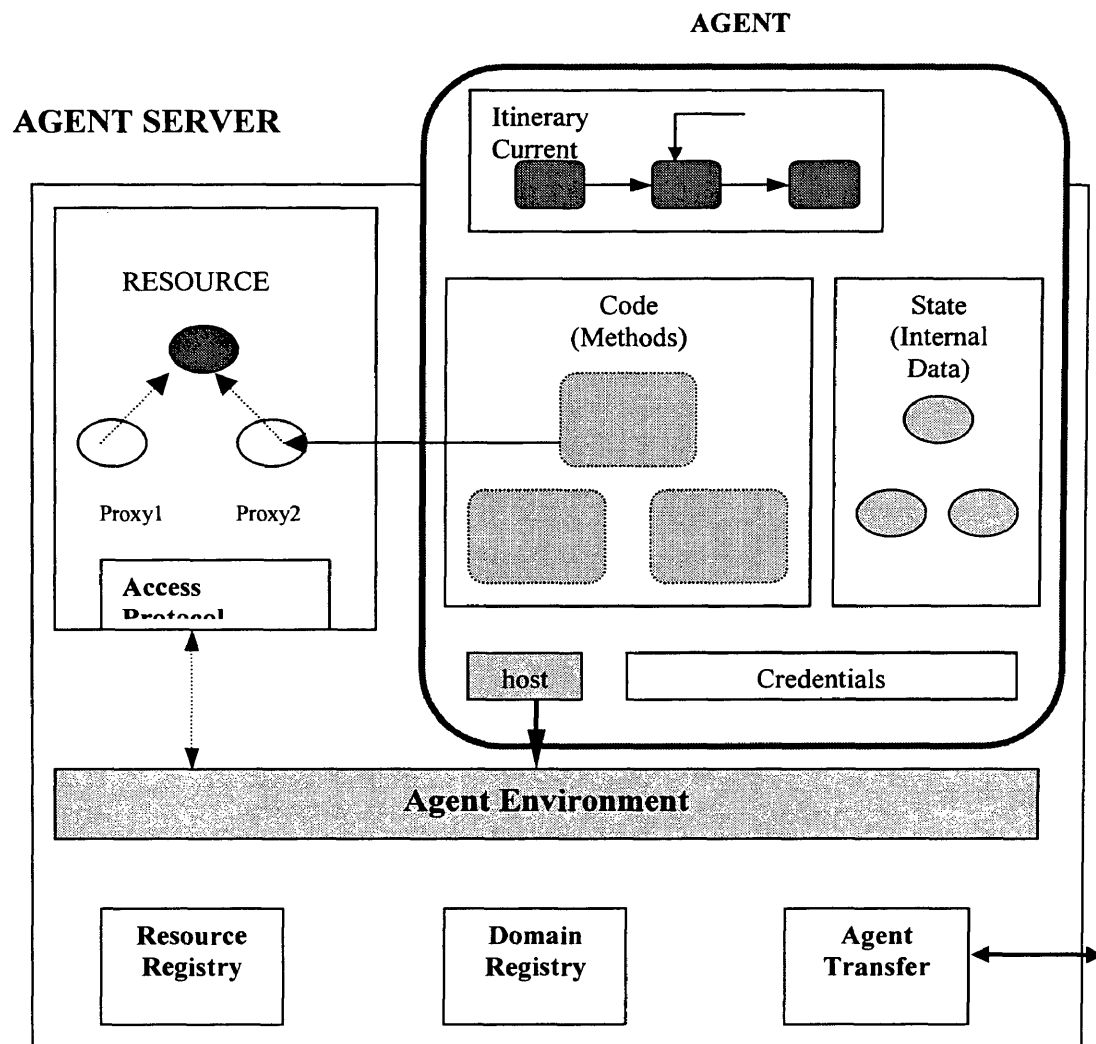 AGENT
AGENT SERVER
Itinerary
Current
RESOURCE
Proxy1
Proxy2
Access
Protocol
Code
(Methods)
State
(Internal
Data)
host
Credentials
Agent Environment
Resource
Registry
Domain
Registry
Agent
Transfer